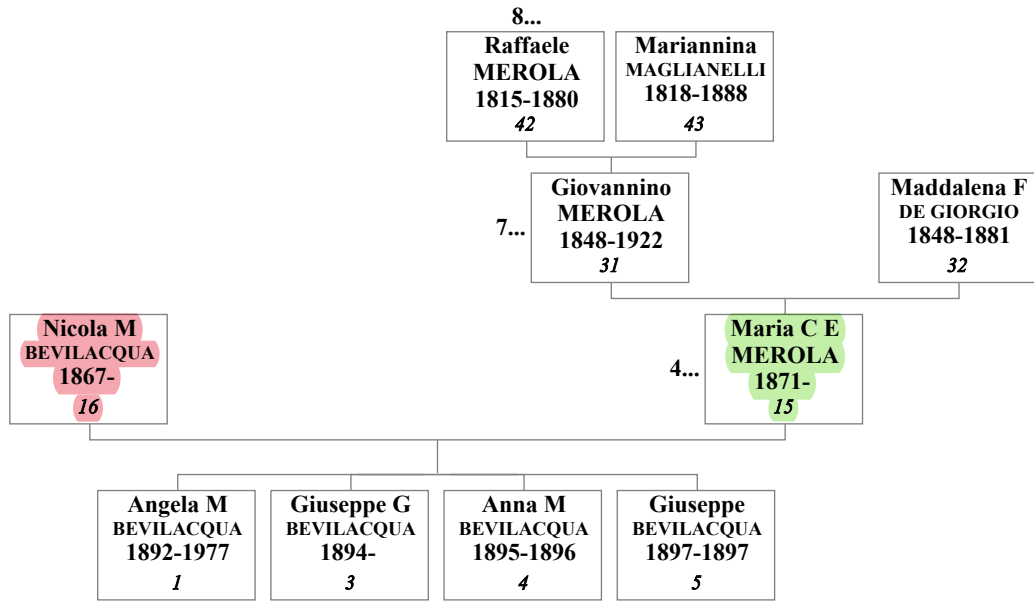 8...
Raffaele
MEROLA
1815-1880
42
Mariannina
MAGLIANELLI
1818-1888
43
7...
Giovannino
MEROLA
1848-1922
31
Maddalena F
DE GIORGIO
1848-1881
32
Nicola M
BEVILACQUA
1867-
16
4...
Maria C E
MEROLA
1871-
15
Angela M
BEVILACQUA
1892-1977
1
Giuseppe G
BEVILACQUA
1894-
3
Anna M
BEVILACQUA
1895-1896
4
Giuseppe
BEVILACQUA
1897-1897
5